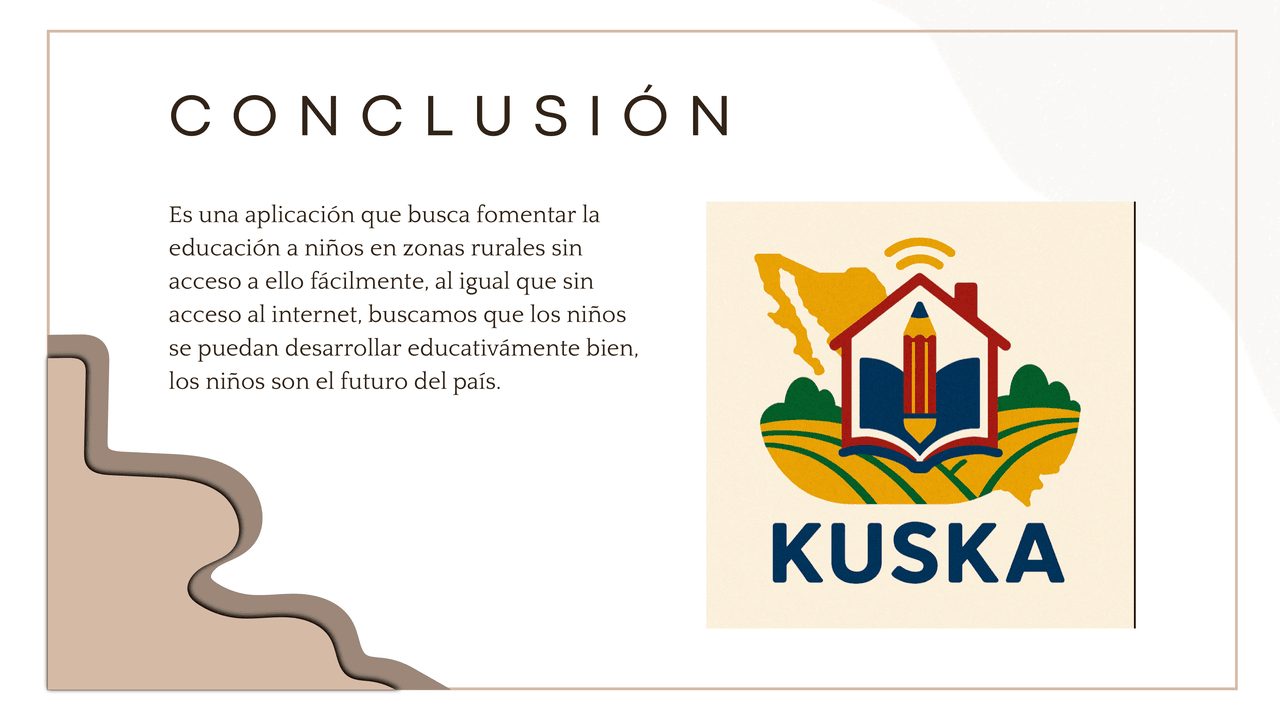 CONCLUSIÓN
Es una aplicación que busca fomentar la
educación a niños en zonas rurales sin
acceso a ello fácilmente, al igual que sin
acceso al internet, buscamos que los niños
se puedan desarrollar educativámente bien,
los niños son el futuro del país.
KUSKA